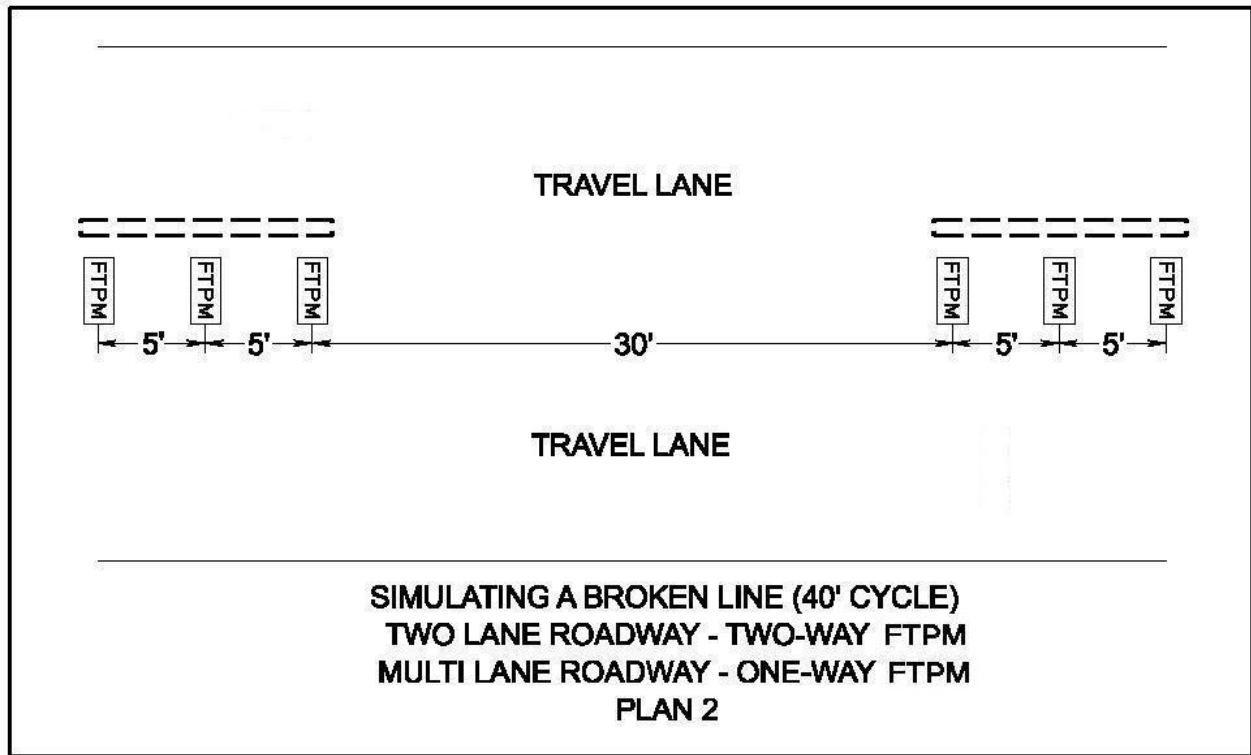 TRAVEL LANE
FTPM FTPM FTPM FTPM FTPM FTPM
5' 5' 30' 5' 5'
TRAVEL LANE
SIMULATING A BROKEN LINE (40' CYCLE)
TWO LANE ROADWAY - TWO-WAY FTPM
MULTI LANE ROADWAY - ONE-WAY FTPM
PLAN 2